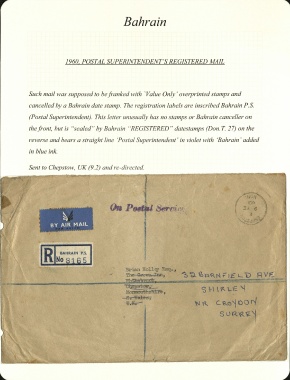 Bahrain
1960, POSTAL SUPERINTENDENT'S REGISTERED MAIL
Such mail was supposed to be franked with 'Value Only' overprinted stamps and
cancelled by a Bahrain date stamp. The registration labels are inscribed Bahrain P.S.
(Postal Superintendent). This letter unusually has no stamps or Bahrain canceller on
the front, but is "sealed" by Bahrain "REGISTERED" datestamps (Don.T. 27) on the
reverse and bears a straight line 'Postal Superintendent' in violet with 'Bahrain' added
in blue ink.
Sent to Chepstow, UK (9.2) and re-directed.
On Postal Service
BY AIR MAIL
R
BAHRAIN P.S.
No 8165
32 BARNFIELD AVE
SHIRLEY
NR CROYDON
SURREY